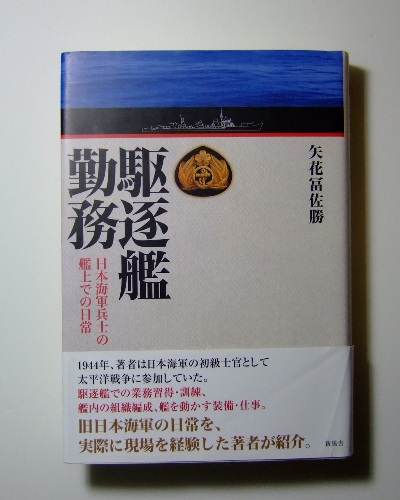 駆逐艦
勤務
日本海軍兵士の
艦上での日常
矢花冨佐勝
1944年、著者は日本海軍の初級士官として
太平洋戦争に参加していた。
駆逐艦での業務習得・訓練、
艦内の組織編成、艦を動かす装備・仕事。
旧日本海軍の日常を、
実際に現場を経験した著者が紹介。
新風舎